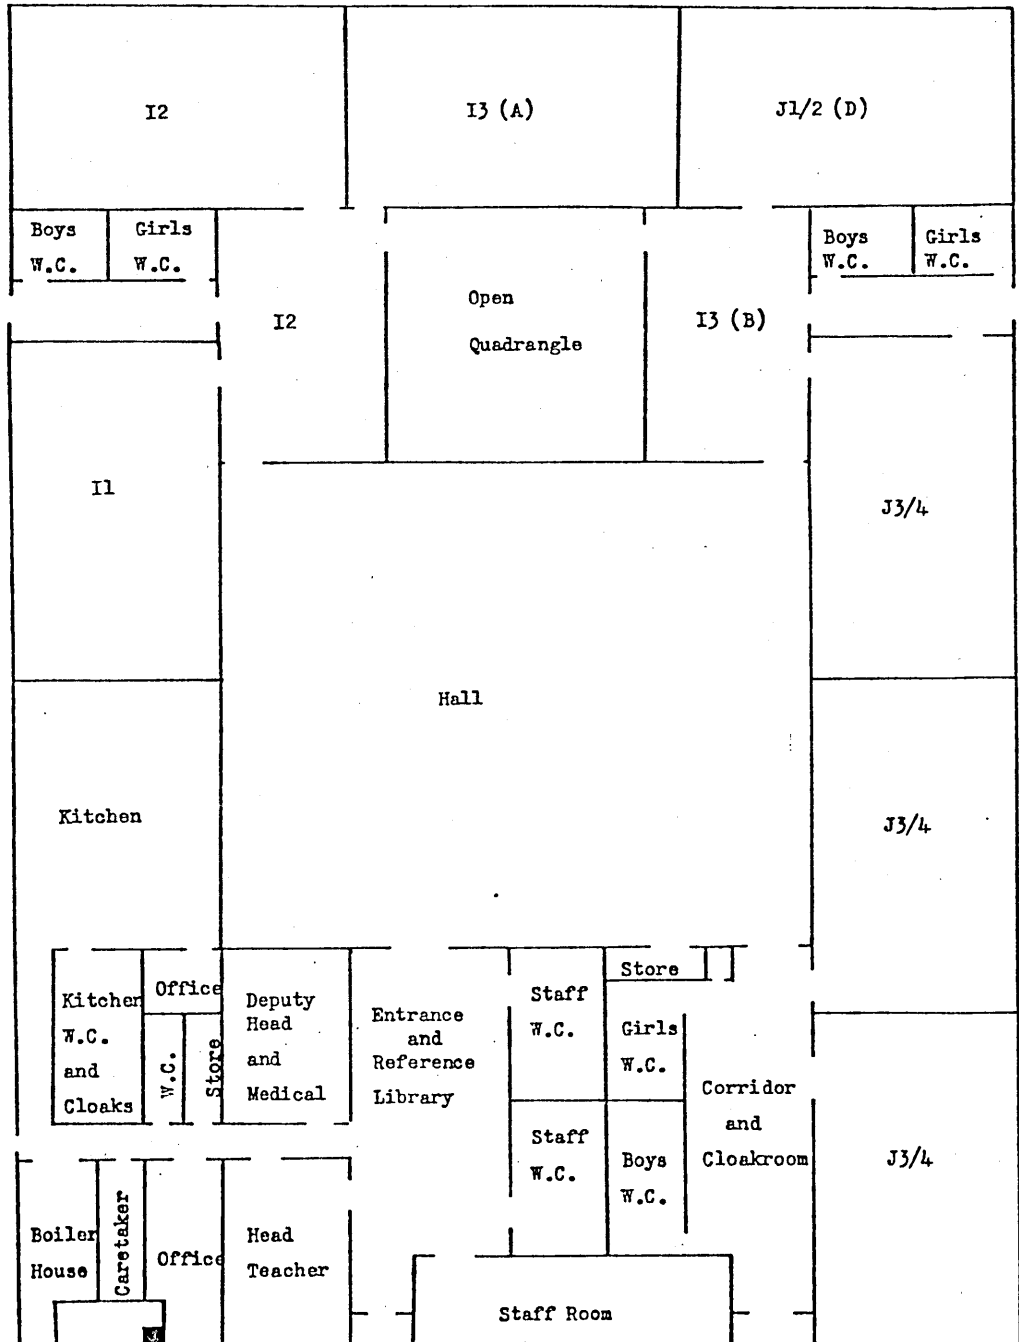 I2
I3 (A)
J1/2 (D)
Boys
W.C.
Girls
W.C.
Boys
W.C.
Girls
W.C.
I2
Open
Quadrangle
I3 (B)
I1
J3/4
Hall
Kitchen
J3/4
Kitchen
W.C.
and
Cloaks
Office
W.C.
Store
Deputy
Head
and
Medical
Entrance
and
Reference
Library
Staff
W.C.
Store
Girls
W.C.
Corridor
and
Cloakroom
Staff
W.C.
Boys
W.C.
J3/4
Boiler
House
Caretaker
Office
Head
Teacher
Staff Room